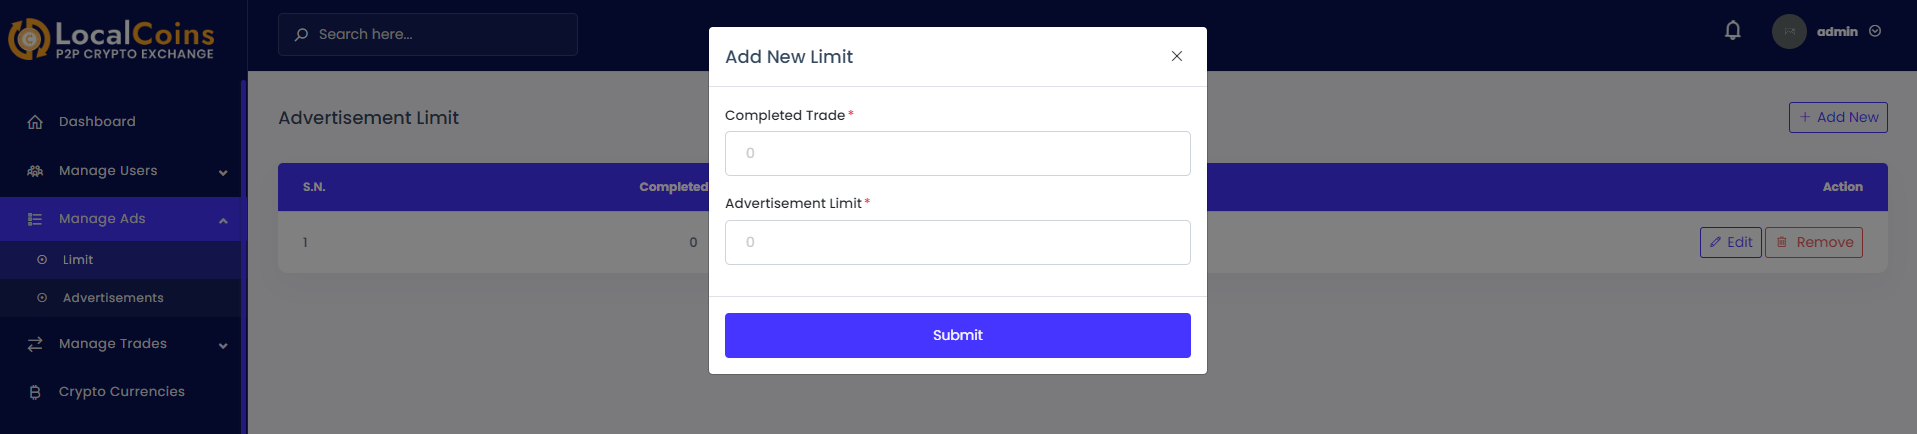 LocalCoins
P2P CRYPTO EXCHANGE
Search here...
admin
Dashboard
Manage Users
Manage Ads
Limit
Advertisements
Manage Trades
Crypto Currencies
Advertisement Limit
+ Add New
S.N. Completed Action
1 0 Edit Remove
Add New Limit
Completed Trade*
0
Advertisement Limit*
0
Submit